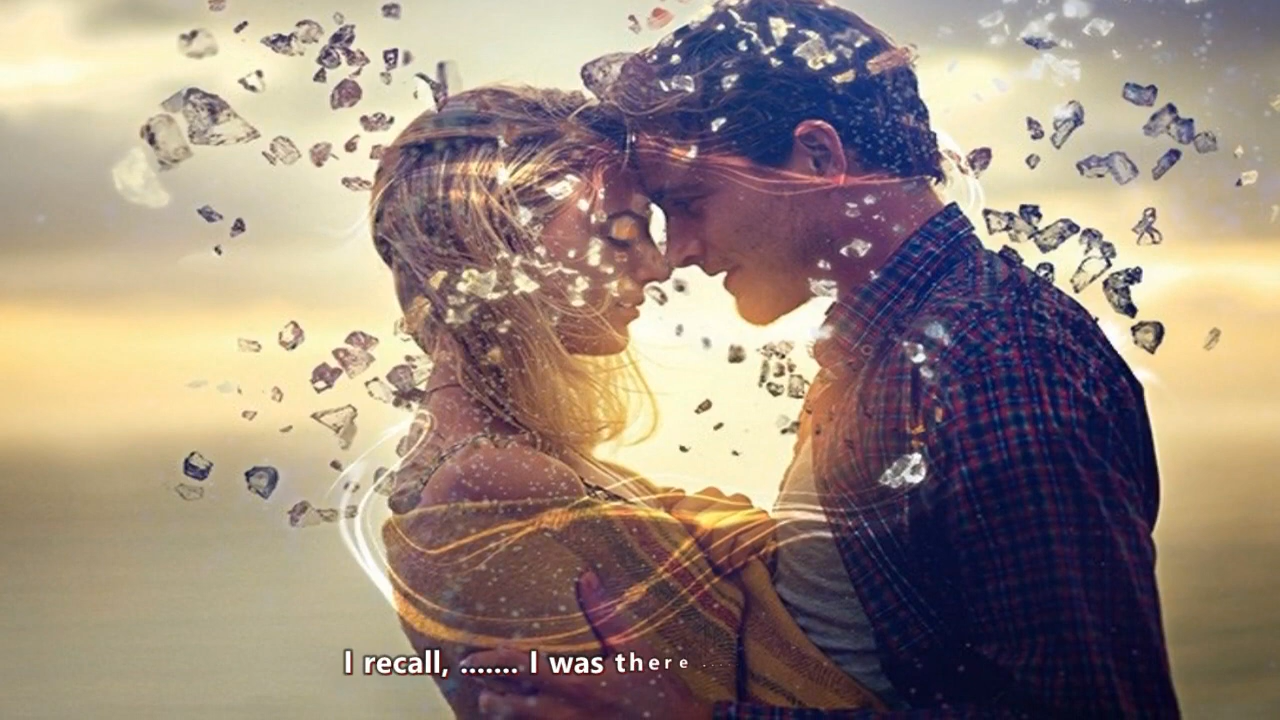 I recall, ....... I was there ...